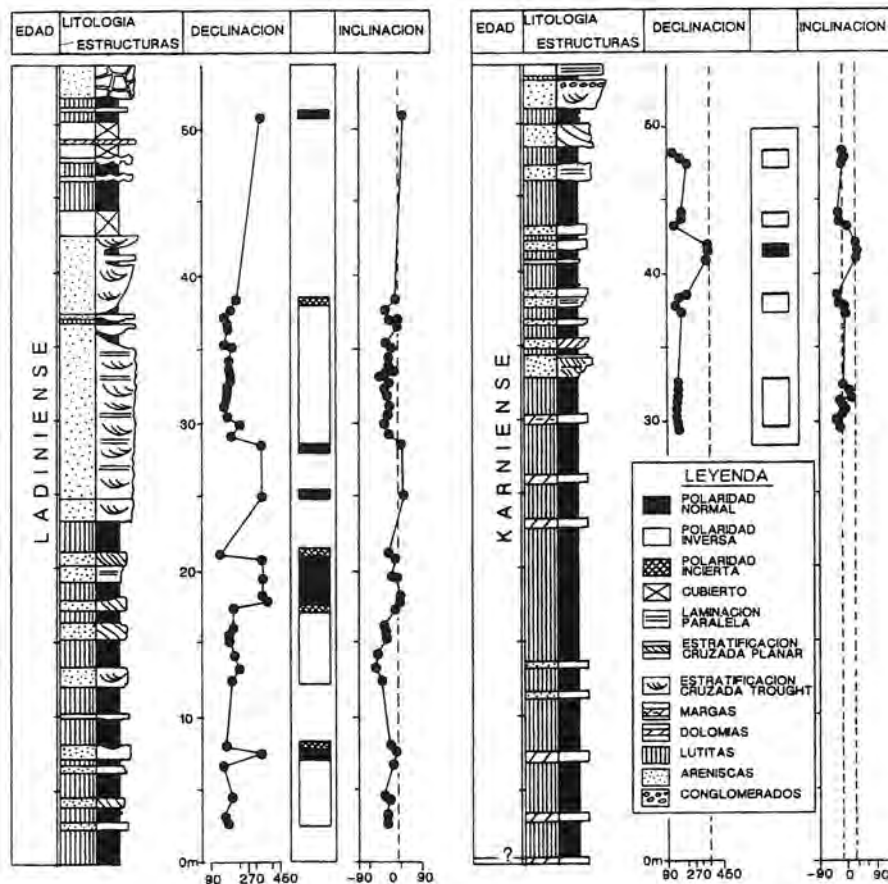 EDAD
LITOLOGIA
ESTRUCTURAS
DECLINACION
INCLINACION
LADINIENSE
50
40
30
20
10
0m
90 270 450
-90 0 90
EDAD
LITOLOGIA
ESTRUCTURAS
DECLINACION
INCLINACION
KARNIENSE
?
50
40
30
0m
90 270 450
-90 0 90
LEYENDA
POLARIDAD
NORMAL
POLARIDAD
INVERSA
POLARIDAD
INCIERTA
CUBIERTO
LAMINACION
PARALELA
ESTRATIFICACION
CRUZADA PLANAR
ESTRATIFICACION
CRUZADA TROUGHT
MARGAS
DOLOMIAS
LUTITAS
ARENISCAS
CONGLOMERADOS